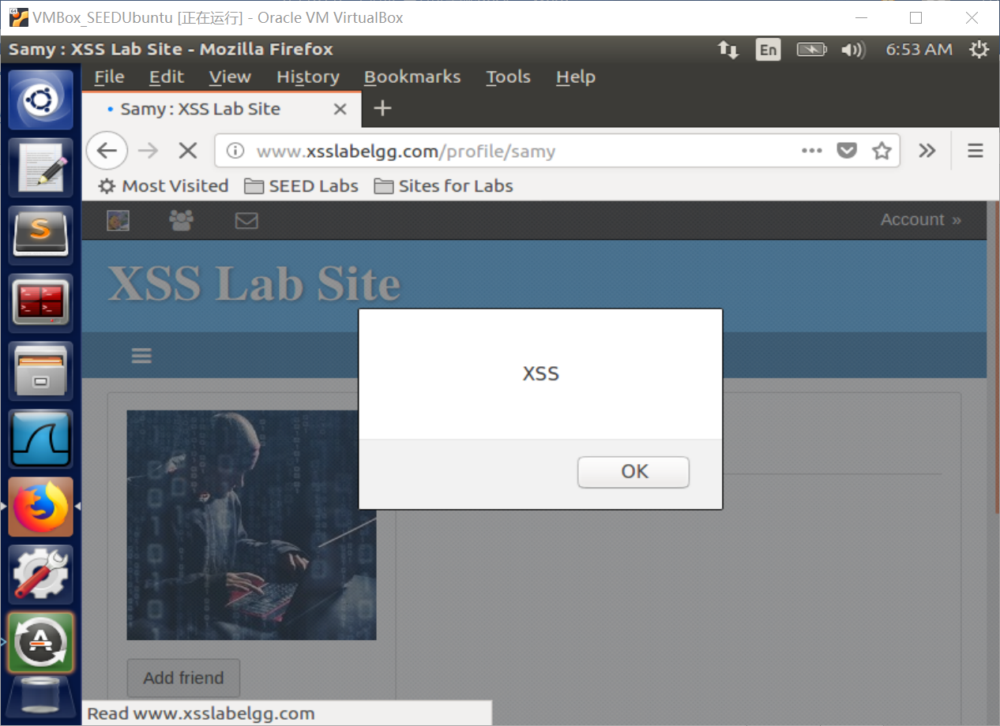 VMBox_SEEDUbuntu [正在运行] - Oracle VM VirtualBox
Samy : XSS Lab Site - Mozilla Firefox En 6:53 AM
File Edit View History Bookmarks Tools Help
Samy : XSS Lab Site
www.xsslabelgg.com/profile/samy
Most Visited SEED Labs Sites for Labs
Account »
XSS Lab Site
XSS
OK
Add friend
Read www.xsslabelgg.com